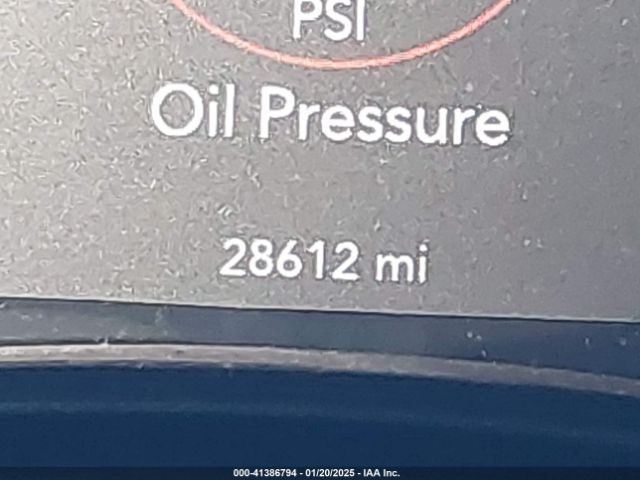 PSI
Oil Pressure
28612 mi
000-41386794 - 01/20/2025 - IAA Inc.